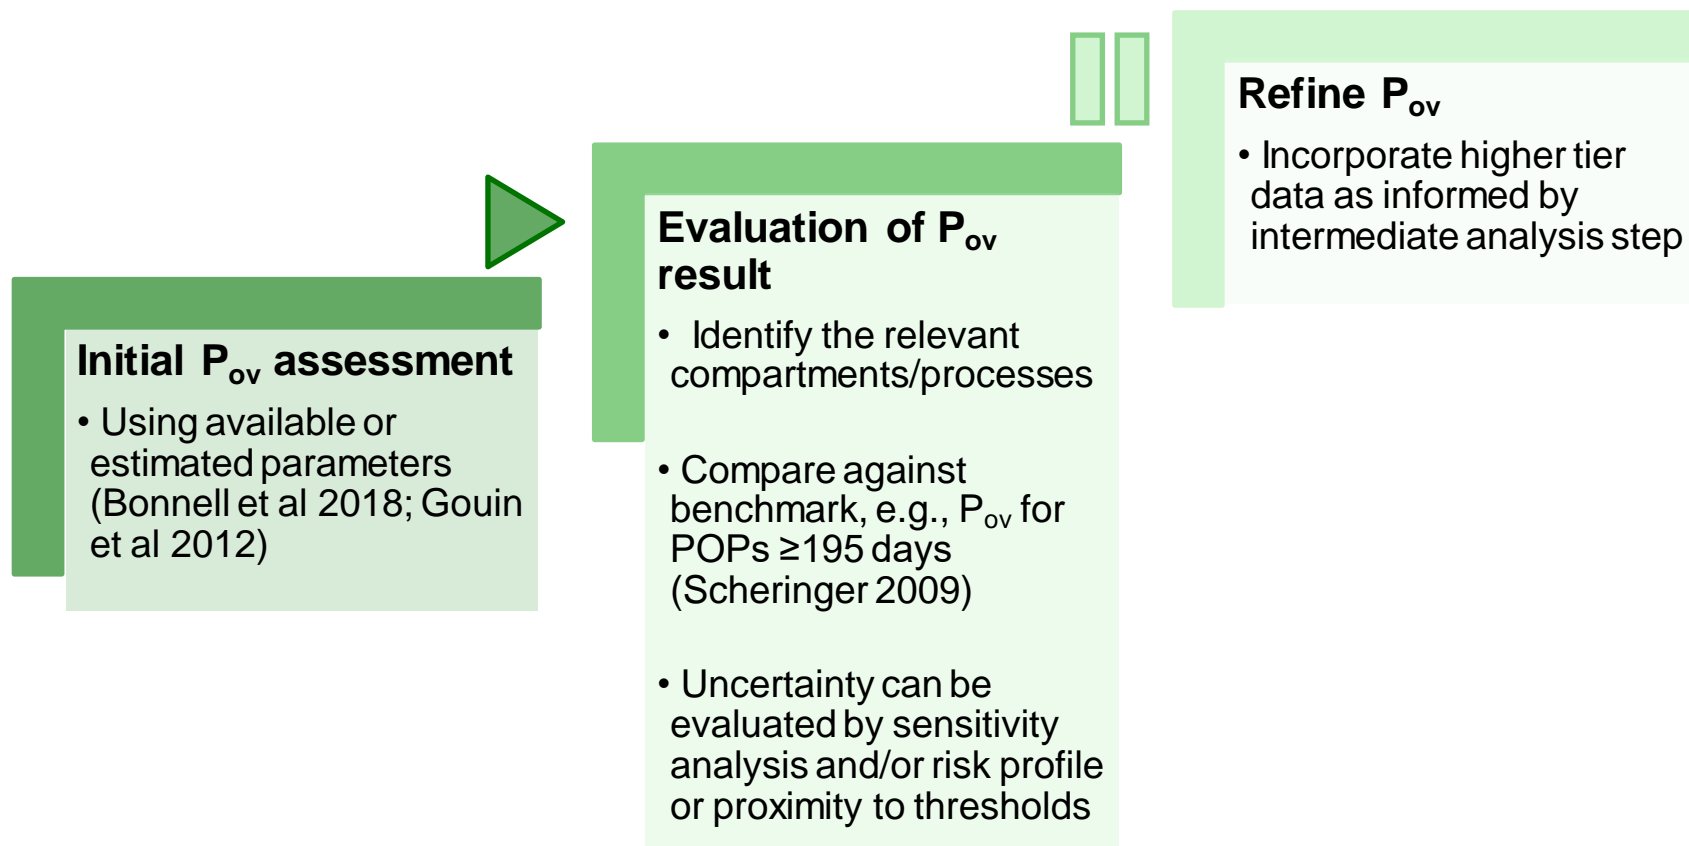 Initial Pov assessment
• Using available or
estimated parameters
(Bonnell et al 2018; Gouin
et al 2012)
Evaluation of Pov
result
• Identify the relevant
compartments/processes
• Compare against
benchmark, e.g., Pov for
POPs ≥195 days
(Scheringer 2009)
• Uncertainty can be
evaluated by sensitivity
analysis and/or risk profile
or proximity to thresholds
Refine Pov
• Incorporate higher tier
data as informed by
intermediate analysis step